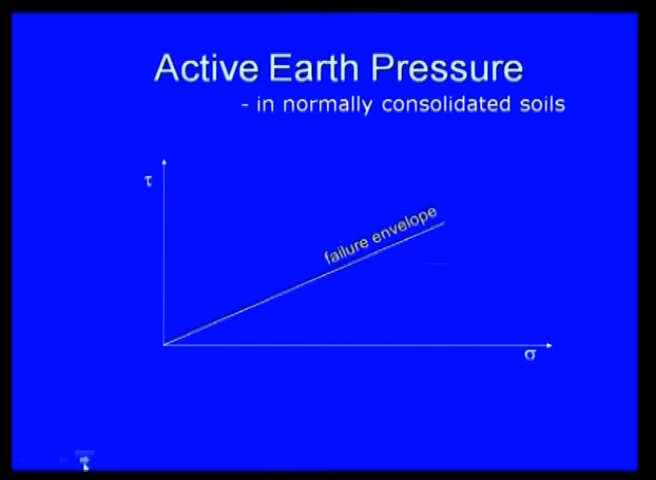 Active Earth Pressure
- in normally consolidated soils
τ
failure envelope
σ